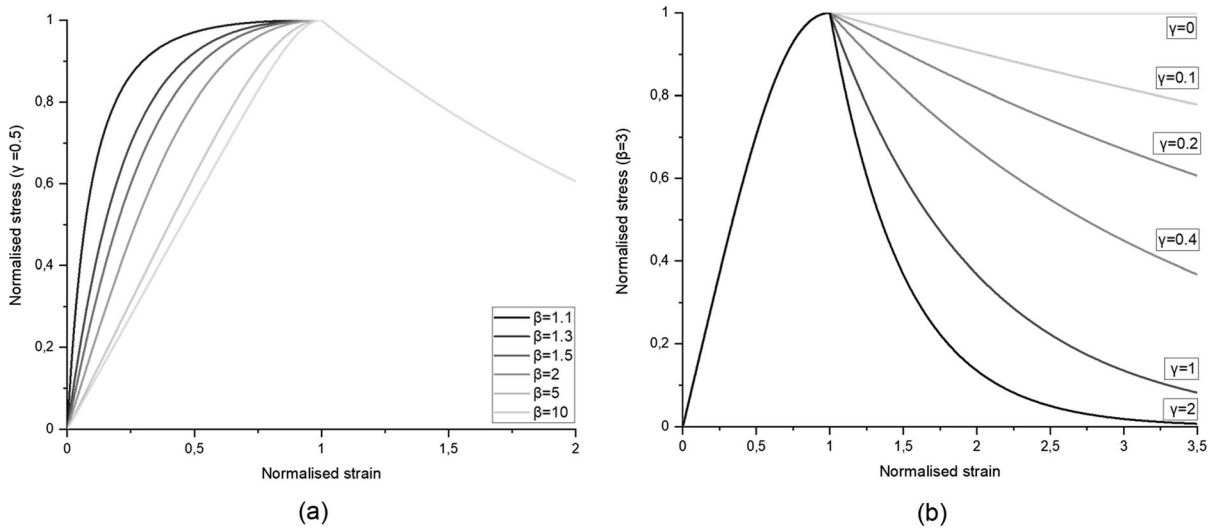 1
0,8
0,6
0,4
0,2
0
Normalised stress (γ =0.5)
β=1.1
β=1.3
β=1.5
β=2
β=5
β=10
0
0,5
1
1,5
2
Normalised strain
(a)
1
0,8
0,6
0,4
0,2
0
Normalised stress (β=3)
γ=0
γ=0.1
γ=0.2
γ=0.4
γ=1
γ=2
0
0,5
1
1,5
2
2,5
3
3,5
Normalised strain
(b)